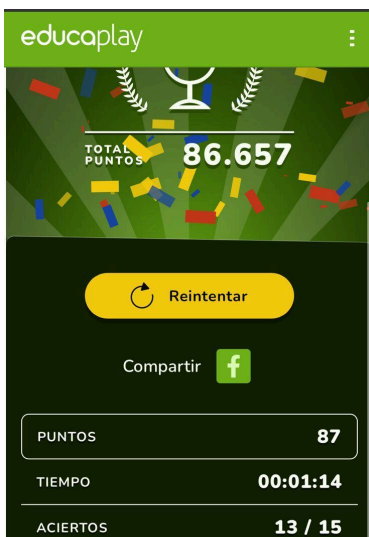 educaplay
TOTAL
PUNTOS
86.657
Reintentar
Compartir
PUNTOS 87
TIEMPO 00:01:14
ACIERTOS 13 / 15